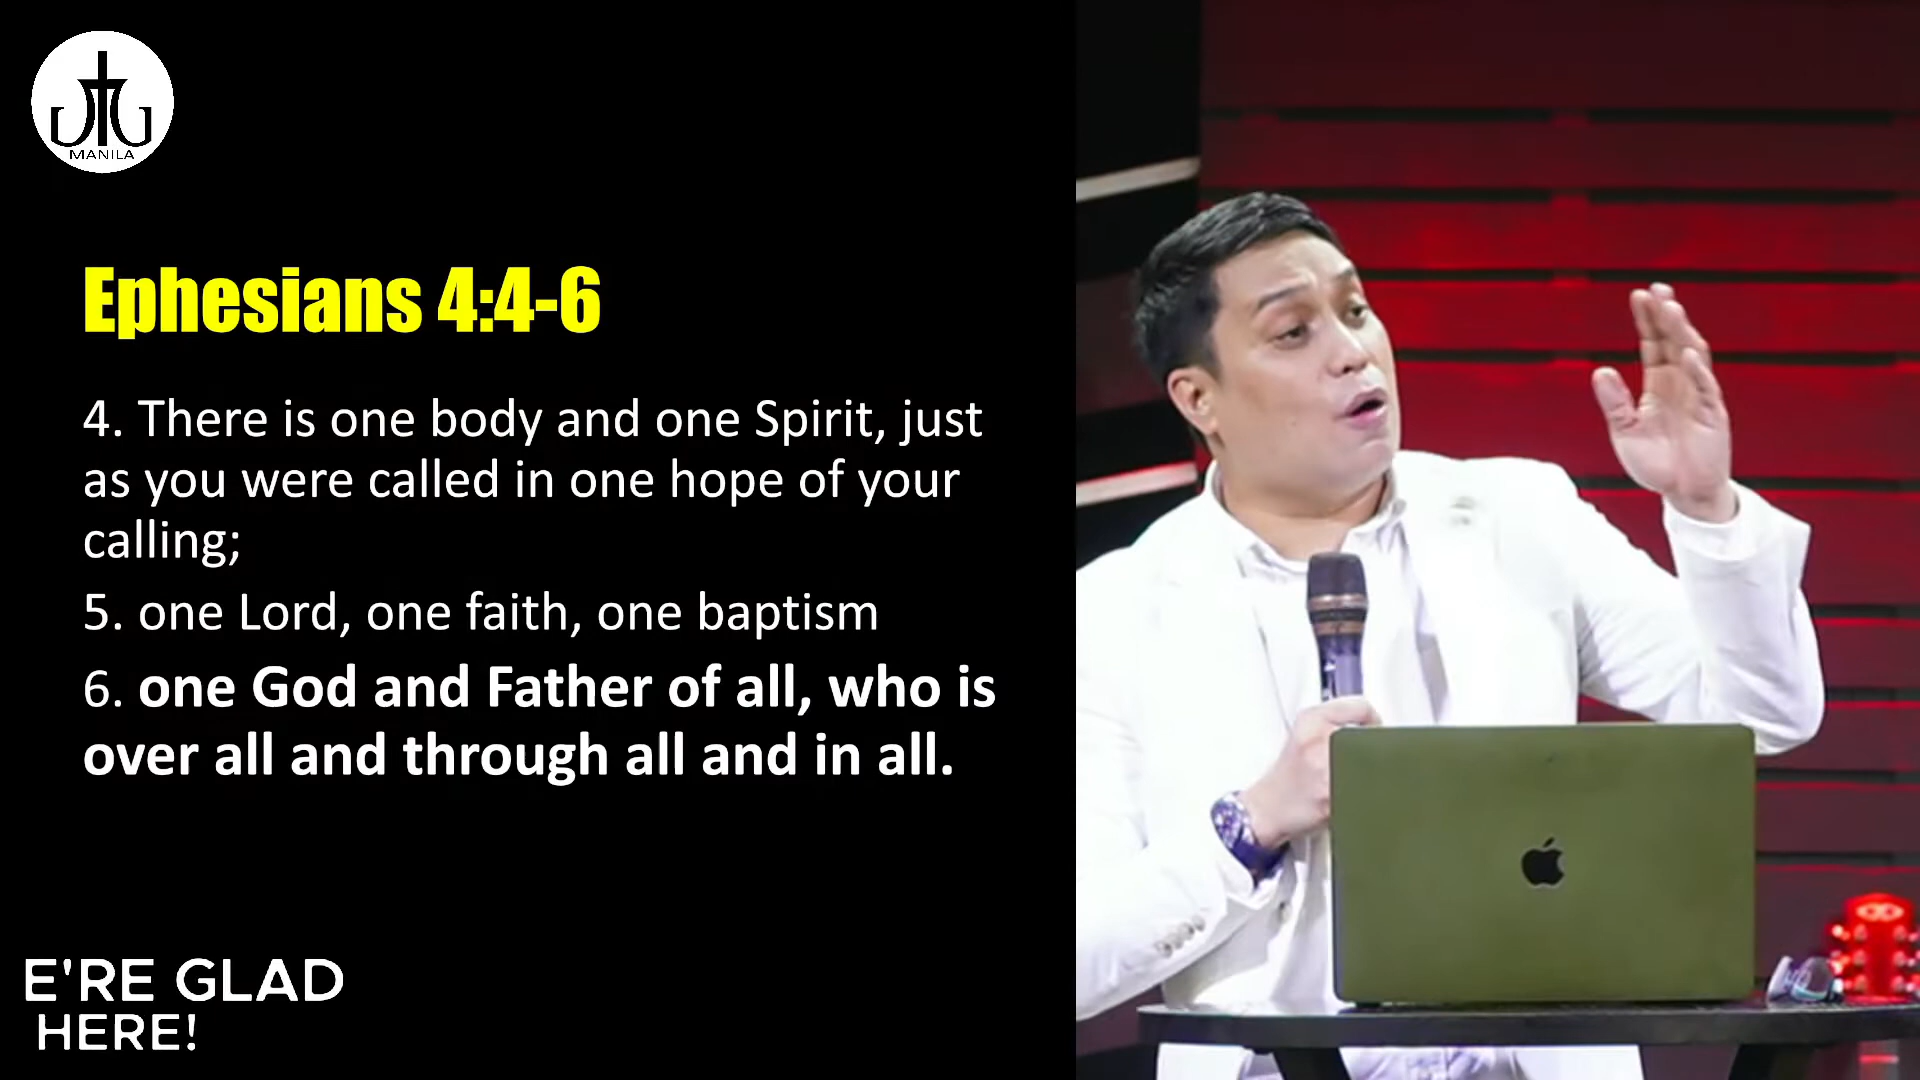 JTG
MANILA
Ephesians 4:4-6
4. There is one body and one Spirit, just
as you were called in one hope of your
calling;
5. one Lord, one faith, one baptism
6. one God and Father of all, who is
over all and through all and in all.
E'RE GLAD
HERE!